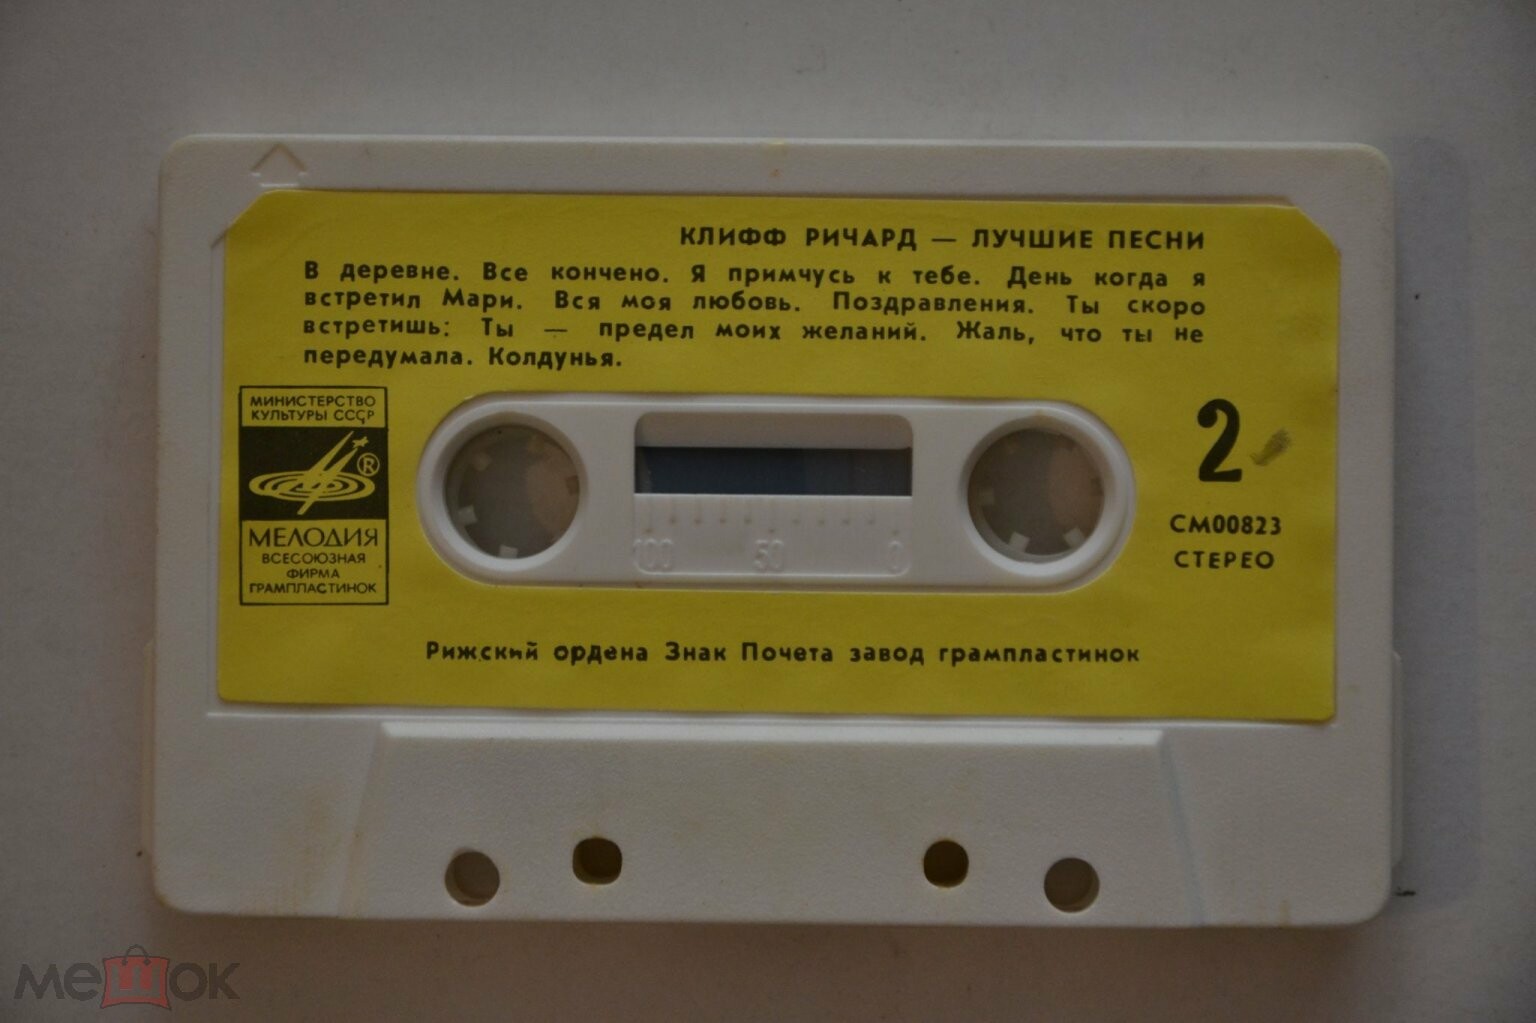 КЛИФФ РИЧАРД — ЛУЧШИЕ ПЕСНИ
В деревне. Все кончено. Я примчусь к тебе. День когда я
встретил Мари. Вся моя любовь. Поздравления. Ты скоро
встретишь: Ты — предел моих желаний. Жаль, что ты не
передумала. Колдунья.
МИНИСТЕРСТВО
КУЛЬТУРЫ СССР
®
МЕЛОДИЯ
ВСЕСОЮЗНАЯ
ФИРМА
ГРАМПЛАСТИНОК
100 50 0
2
СМ00823
СТЕРЕО
Рижский ордена Знак Почета завод грампластинок
мешок